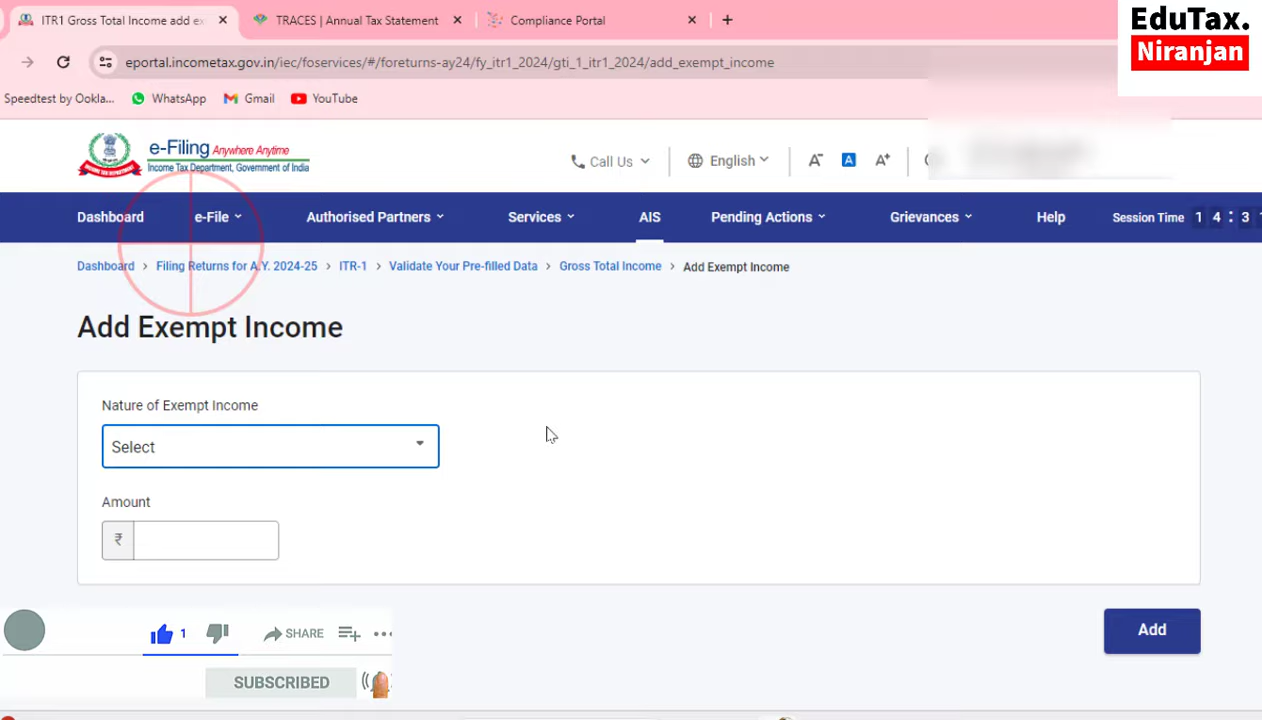 ITR1 Gross Total Income add ex
TRACES | Annual Tax Statement
Compliance Portal
EduTax.
Niranjan
eportal.incometax.gov.in/iec/foservices/#/foreturns-ay24/fy_itr1_2024/gti_1_itr1_2024/add_exempt_income
Speedtest by Ookla... WhatsApp Gmail YouTube
e-Filing Anywhere Anytime
Income Tax Department, Government of India
Call Us English A- A A+
Dashboard e-File Authorised Partners Services AIS Pending Actions Grievances Help Session Time 1 4 : 3
Dashboard > Filing Returns for A.Y. 2024-25 > ITR-1 > Validate Your Pre-filled Data > Gross Total Income > Add Exempt Income
Add Exempt Income
Nature of Exempt Income
Select
Amount
₹
Add
1 SHARE
SUBSCRIBED